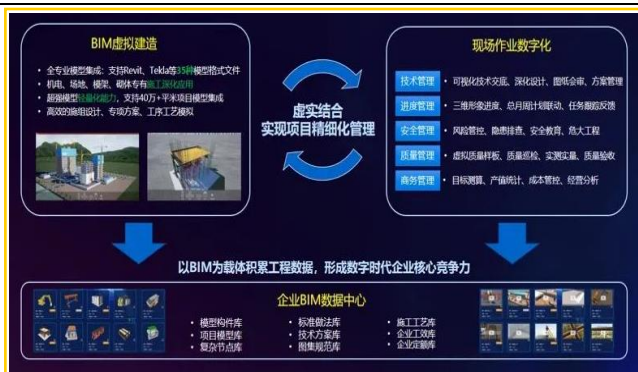 BIM虚拟建造
全专业模型集成：支持Revit、Tekla等35种模型格式文件
机电、场地、模架、砌体专有施工深化应用
超强模型轻量化能力，支持40万+平米项目模型集成
高效的施组设计、专项方案、工序工艺模拟
虚实结合
实现项目精细化管理
现场作业数字化
技术管理 可视化技术交底、深化设计、图纸会审、方案管理
进度管理 三维形象进度、总月周计划联动、任务跟踪反馈
安全管理 风险管控、隐患排查、安全教育、危大工程
质量管理 虚拟质量样板、质量巡检、实测实量、质量验收
商务管理 目标测算、产值统计、成本管控、经营分析
以BIM为载体积累工程数据，形成数字时代企业核心竞争力
企业BIM数据中心
模型构件库 标准做法库 施工工艺库
项目模型库 技术方案库 企业工效库
复杂节点库 图集规范库 企业定额库